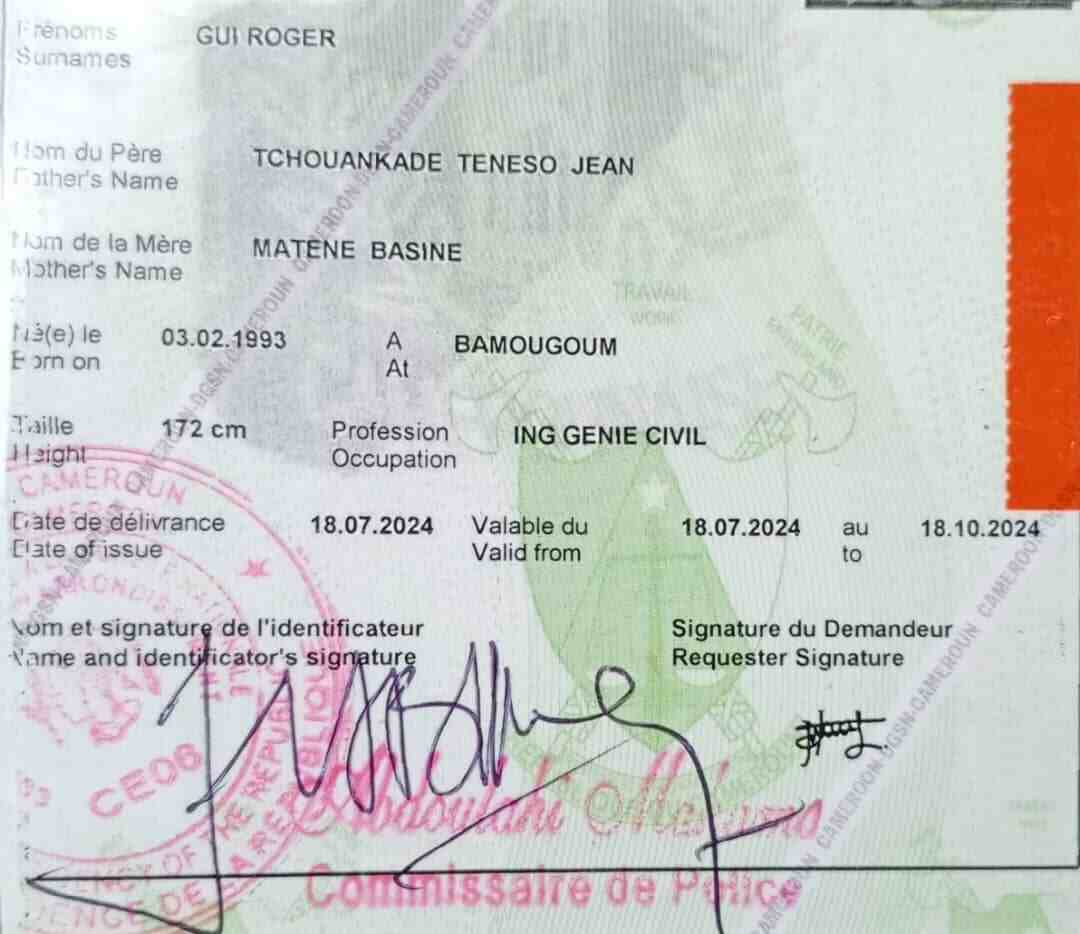 Prénoms GUI ROGER
Surnames
Nom du Père TCHOUANKADE TENESO JEAN
Father's Name
Nom de la Mère MATENE BASINE
Mother's Name
Né(e) le 03.02.1993 A BAMOUGOUM
Born on At
TRAVAIL
WORK
PATRIE
Taille 172 cm Profession ING GENIE CIVIL
Height Occupation
CAMEROUN
Date de délivrance 18.07.2024 Valable du 18.07.2024 au 18.10.2024
Date of issue Valid from to
Nom et signature de l'identificateur Signature du Demandeur
Name and identificator's signature Requester Signature
CE06
Abdoulahi
Commissaire de Police
DGSN-CAMEROUN